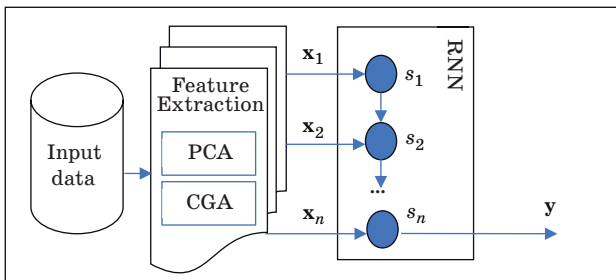 Input
data
Feature
Extraction
PCA
CGA
x1
x2
xn
RNN
s1
s2
...
sn
y